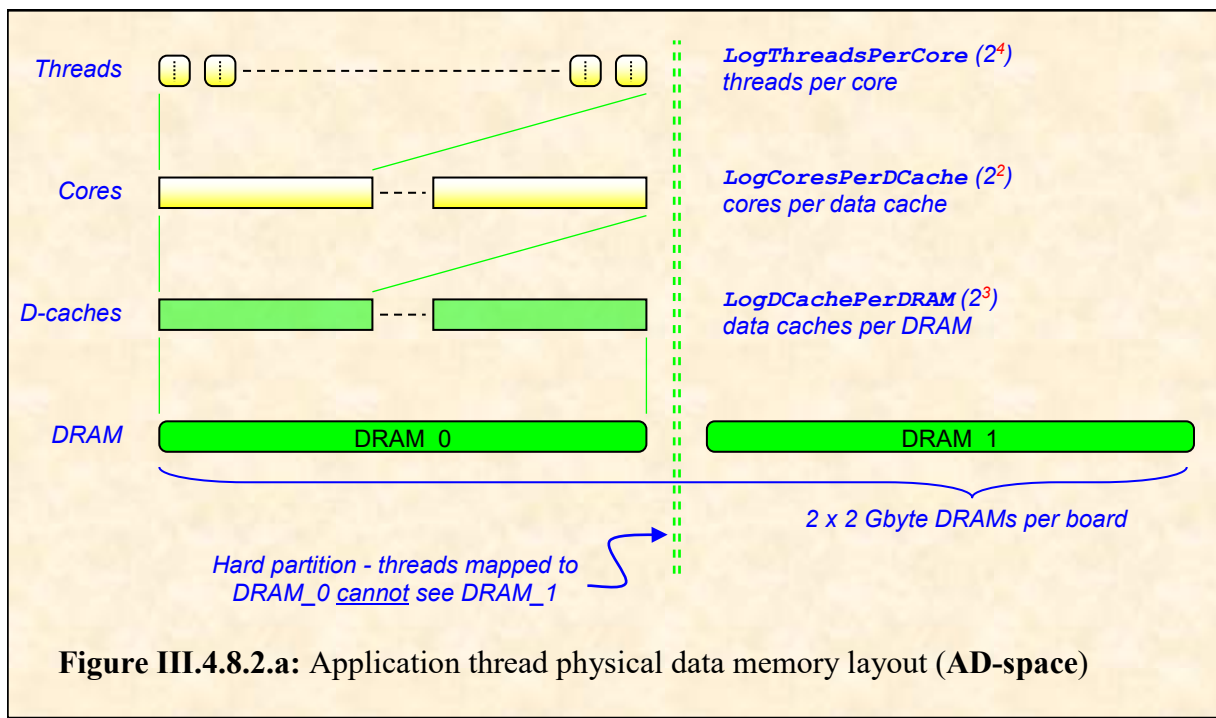 Threads
LogThreadsPerCore (2⁴)
threads per core
Cores
LogCoresPerDCache (2²)
cores per data cache
D-caches
LogDCachePerDRAM (2³)
data caches per DRAM
DRAM
DRAM_0
DRAM_1
2 x 2 Gbyte DRAMs per board
Hard partition - threads mapped to
DRAM_0 cannot see DRAM_1
Figure III.4.8.2.a: Application thread physical data memory layout (AD-space)